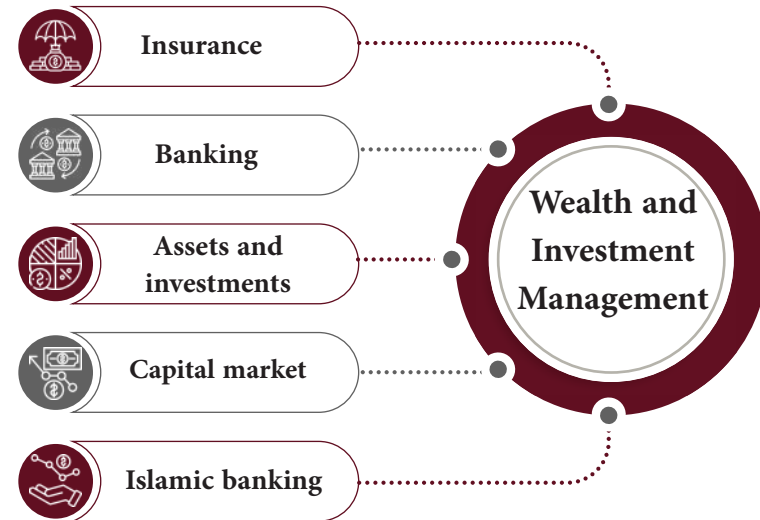 Insurance
Banking
Assets and
investments
Capital market
Islamic banking
Wealth and
Investment
Management